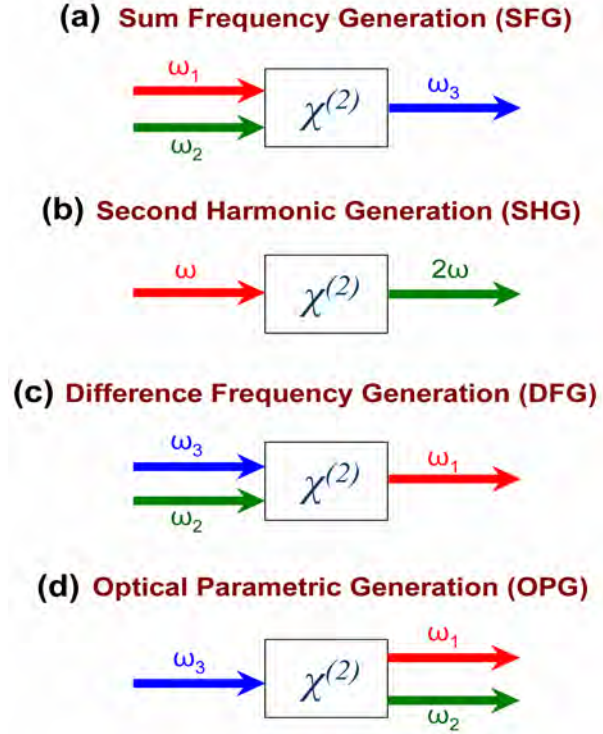 (a) Sum Frequency Generation (SFG)
ω₁
ω₂
χ⁽²⁾
ω₃
(b) Second Harmonic Generation (SHG)
ω
χ⁽²⁾
2ω
(c) Difference Frequency Generation (DFG)
ω₃
ω₂
χ⁽²⁾
ω₁
(d) Optical Parametric Generation (OPG)
ω₃
χ⁽²⁾
ω₁
ω₂